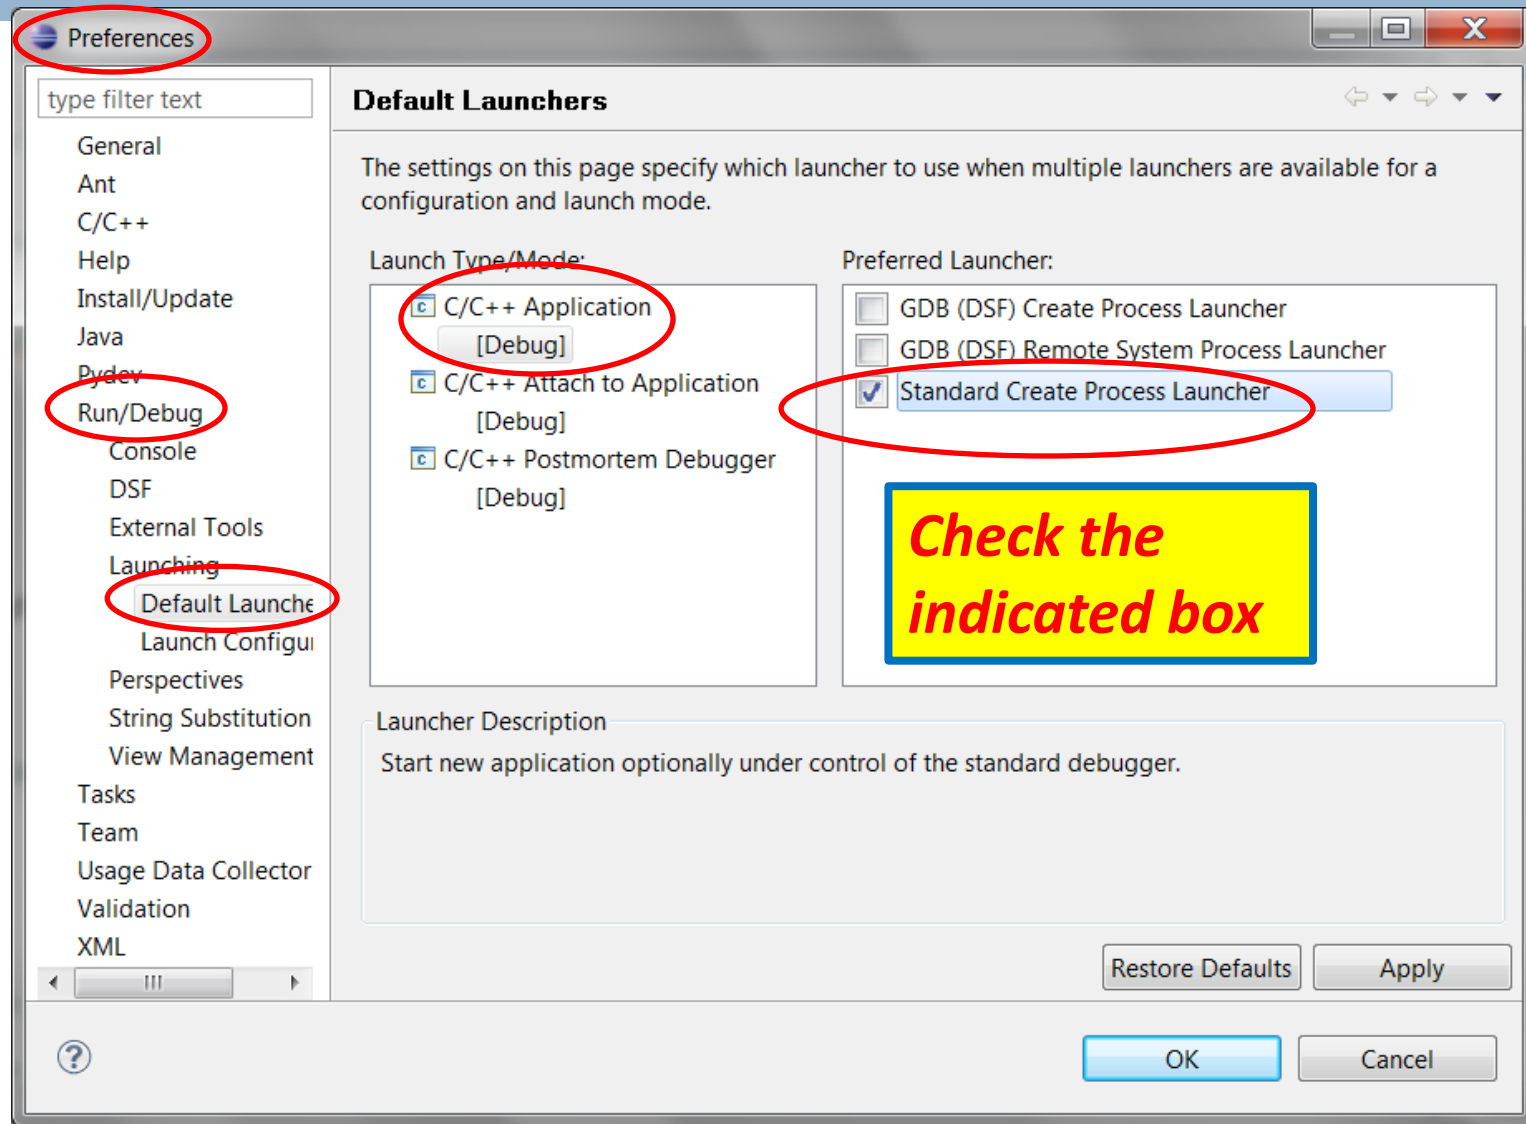 Preferences
type filter text
General
Ant
C/C++
Help
Install/Update
Java
Pydev
Run/Debug
Console
DSF
External Tools
Launching
Default Launche
Launch Configur
Perspectives
String Substitution
View Management
Tasks
Team
Usage Data Collector
Validation
XML
Default Launchers
The settings on this page specify which launcher to use when multiple launchers are available for a
configuration and launch mode.
Launch Type/Mode:
C/C++ Application
[Debug]
C/C++ Attach to Application
[Debug]
C/C++ Postmortem Debugger
[Debug]
Preferred Launcher:
GDB (DSF) Create Process Launcher
GDB (DSF) Remote System Process Launcher
Standard Create Process Launcher
Check the
indicated box
Launcher Description
Start new application optionally under control of the standard debugger.
Restore Defaults
Apply
OK
Cancel